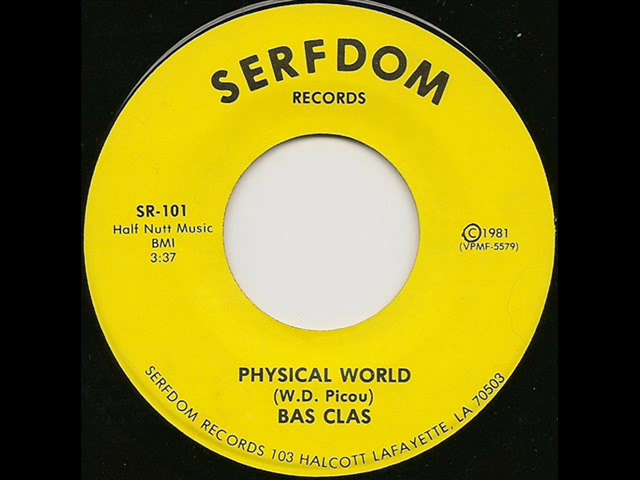 SERFDOM
RECORDS
SR-101
Half Nutt Music
BMI
3:37
©1981
(VPMF-5579)
PHYSICAL WORLD
(W.D. Picou)
BAS CLAS
SERFDOM RECORDS 103 HALCOTT LAFAYETTE, LA 70503